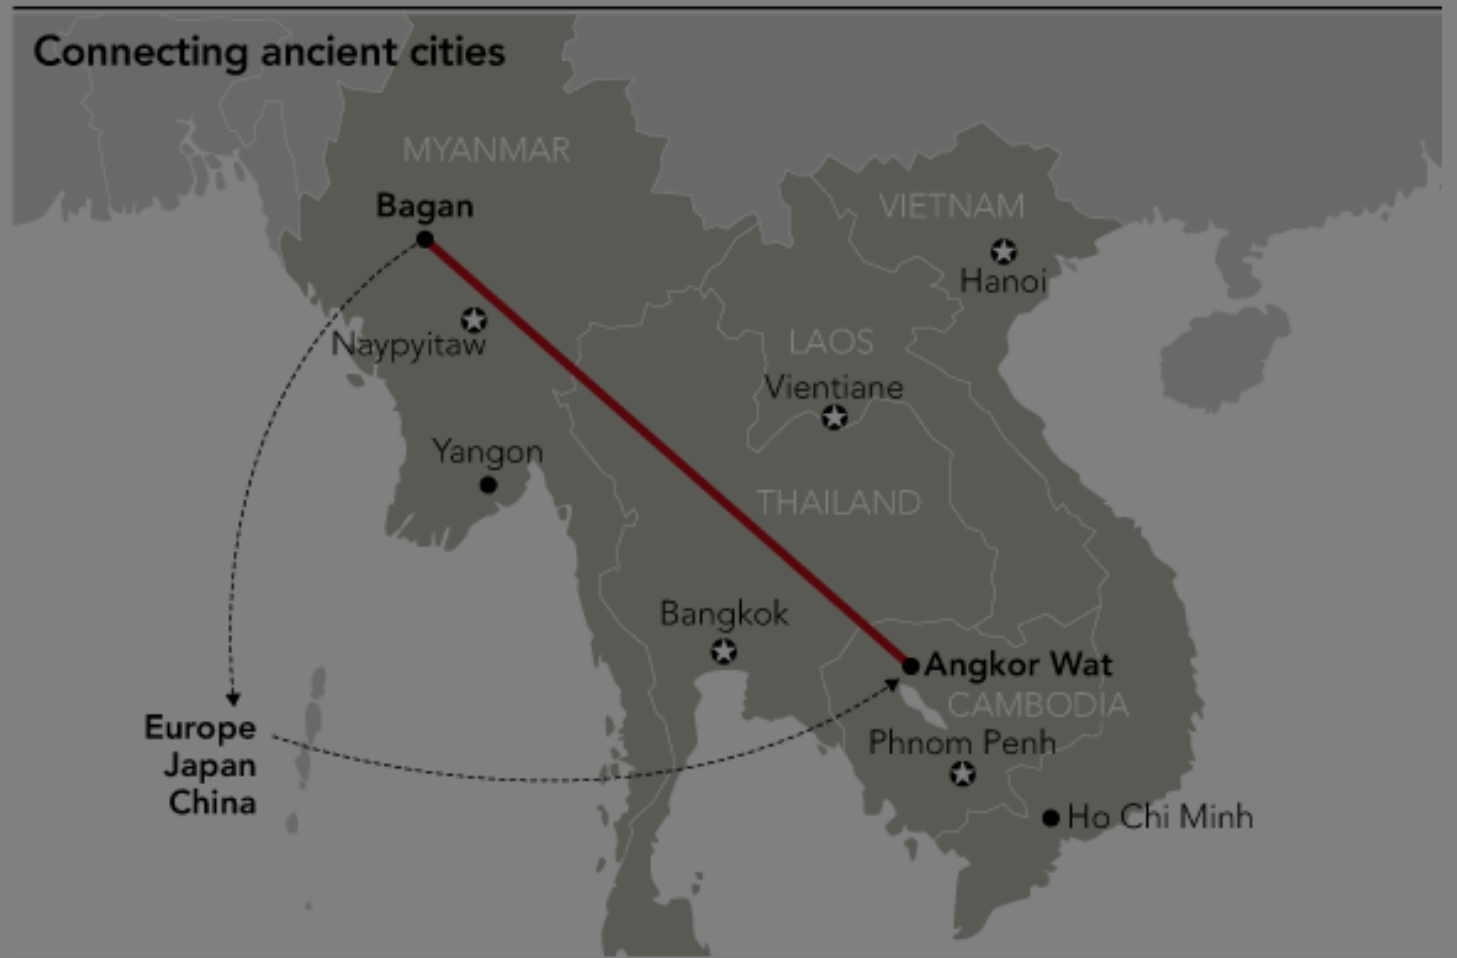 Connecting ancient cities
MYANMAR
Bagan
VIETNAM
Hanoi
Naypyitaw
LAOS
Vientiane
Yangon
THAILAND
Bangkok
Angkor Wat
CAMBODIA
Europe
Japan
China
Phnom Penh
Ho Chi Minh